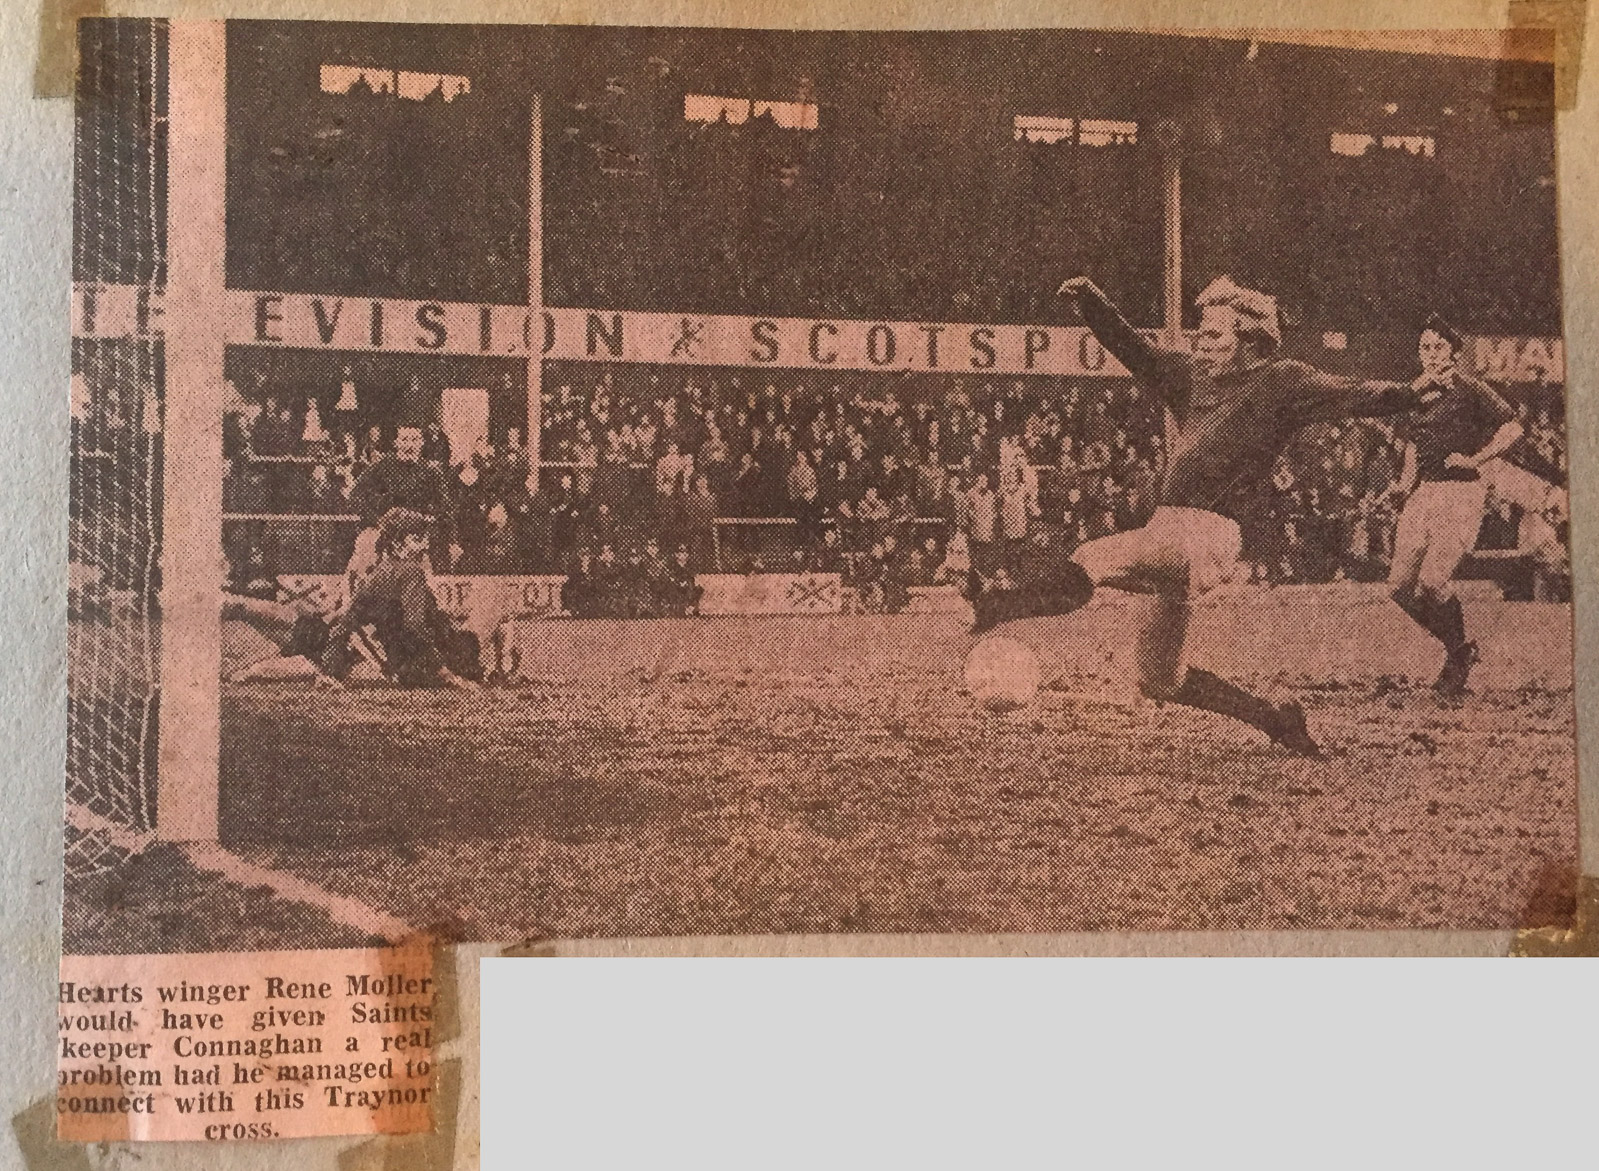 EVISION & SCOTSPO
MA
Hearts winger Rene Moller
would have given Saints
'keeper Connaghan a real
problem had he managed to
connect with this Traynor
cross.